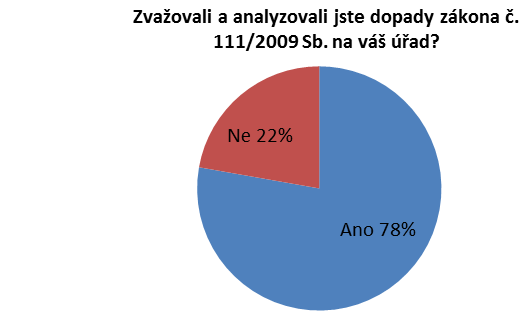 Zvažovali a analyzovali jste dopady zákona č.
111/2009 Sb. na váš úřad?
Ne 22%
Ano 78%